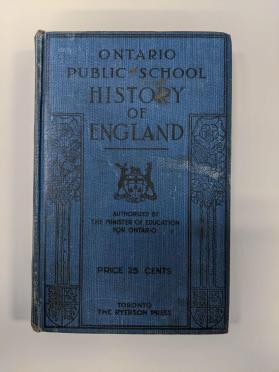 ONTARIO
PUBLIC SCHOOL
HISTORY
OF
ENGLAND
AUTHORIZED BY
THE MINISTER OF EDUCATION
FOR ONTARIO
PRICE 25 CENTS
TORONTO
THE RYERSON PRESS